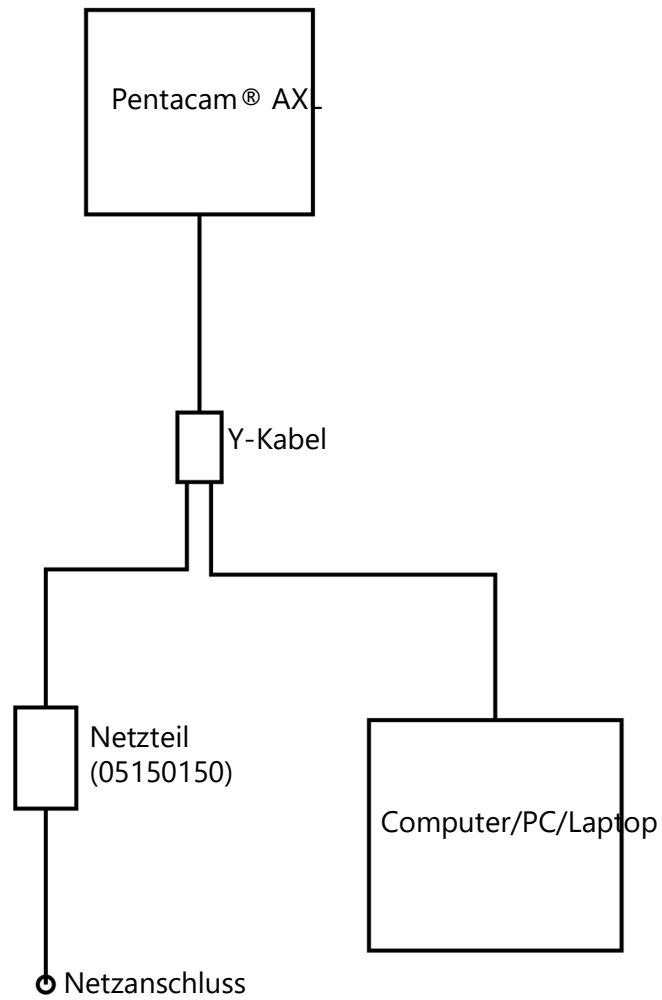 Pentacam® AXL
Y-Kabel
Netzteil
(05150150)
Computer/PC/Laptop
Netzanschluss